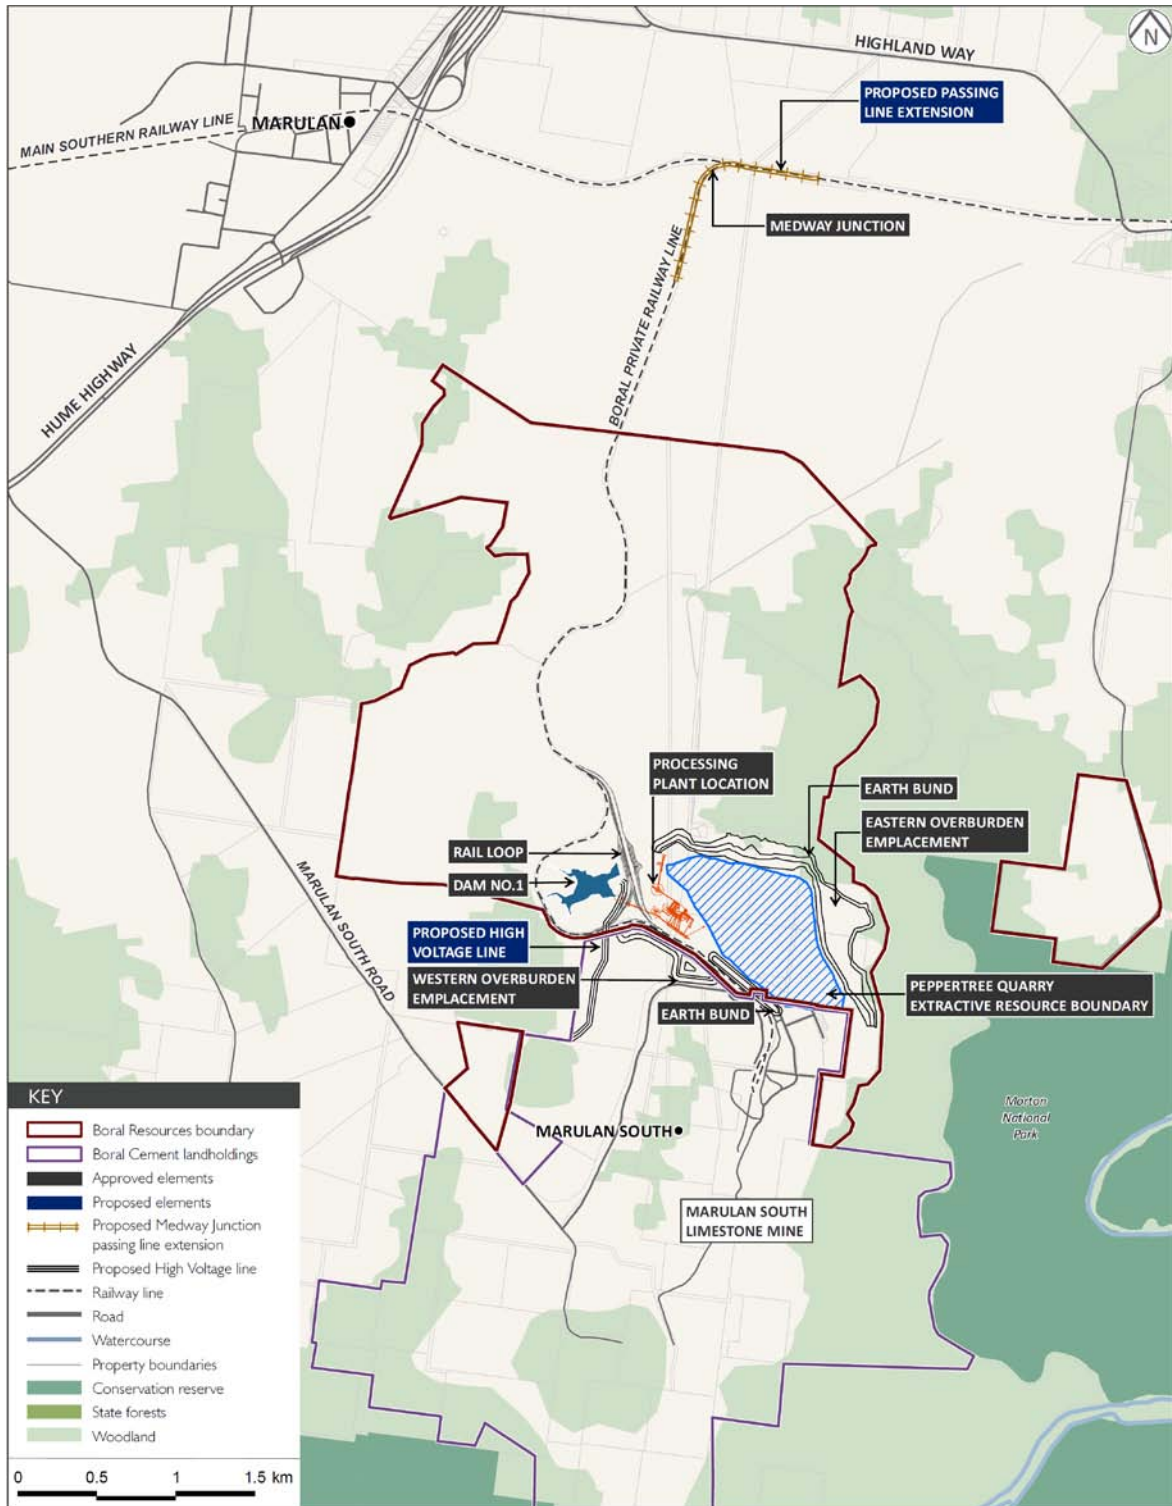 HIGHLAND WAY
N
PROPOSED PASSING
LINE EXTENSION
MARULAN
MAIN SOUTHERN RAILWAY LINE
MEDWAY JUNCTION
BORAL PRIVATE RAILWAY LINE
HUME HIGHWAY
PROCESSING
PLANT LOCATION
EARTH BUND
EASTERN OVERBURDEN
EMPLACEMENT
RAIL LOOP
DAM NO.1
MARULAN SOUTH ROAD
PROPOSED HIGH
VOLTAGE LINE
WESTERN OVERBURDEN
EMPLACEMENT
PEPPERTREE QUARRY
EXTRACTIVE RESOURCE BOUNDARY
EARTH BUND
Morton
National
Park
MARULAN SOUTH
MARULAN SOUTH
LIMESTONE MINE
KEY
Boral Resources boundary
Boral Cement landholdings
Approved elements
Proposed elements
Proposed Medway Junction
passing line extension
Proposed High Voltage line
Railway line
Road
Watercourse
Property boundaries
Conservation reserve
State forests
Woodland
0 0.5 1 1.5 km